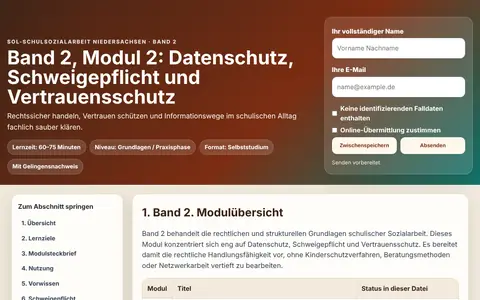 SOL-SCHULSOZIALARBEIT NIEDERSACHSEN · BAND 2
Band 2, Modul 2: Datenschutz,
Schweigepflicht und
Vertrauensschutz
Rechtssicher handeln, Vertrauen schützen und Informationswege im schulischen Alltag
fachlich sauber klären.
Lernzeit: 60–75 Minuten
Niveau: Grundlagen / Praxisphase
Format: Selbststudium
Mit Gelingensnachweis
Ihr vollständiger Name
Vorname Nachname
Ihre E-Mail
name@example.de
Keine identifizierenden Falldaten
enthalten
Online-Übermittlung zustimmen
Zwischenspeichern
Absenden
Senden vorbereitet
Zum Abschnitt springen
1. Übersicht
2. Lernziele
3. Modulsteckbrief
4. Nutzung
5. Vorwissen
6. Schweigepflicht
1. Band 2. Modulübersicht
Band 2 behandelt die rechtlichen und strukturellen Grundlagen schulischer Sozialarbeit. Dieses
Modul konzentriert sich eng auf Datenschutz, Schweigepflicht und Vertrauensschutz. Es bereitet
damit die rechtliche Handlungsfähigkeit vor, ohne Kinderschutzverfahren, Beratungsmethoden
oder Netzwerkarbeit vertieft zu bearbeiten.
Modul Titel Status in dieser Datei